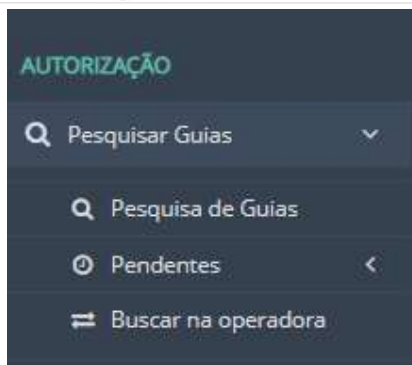 AUTORIZAÇÃO
Pesquisar Guias
Pesquisa de Guias
Pendentes
Buscar na operadora